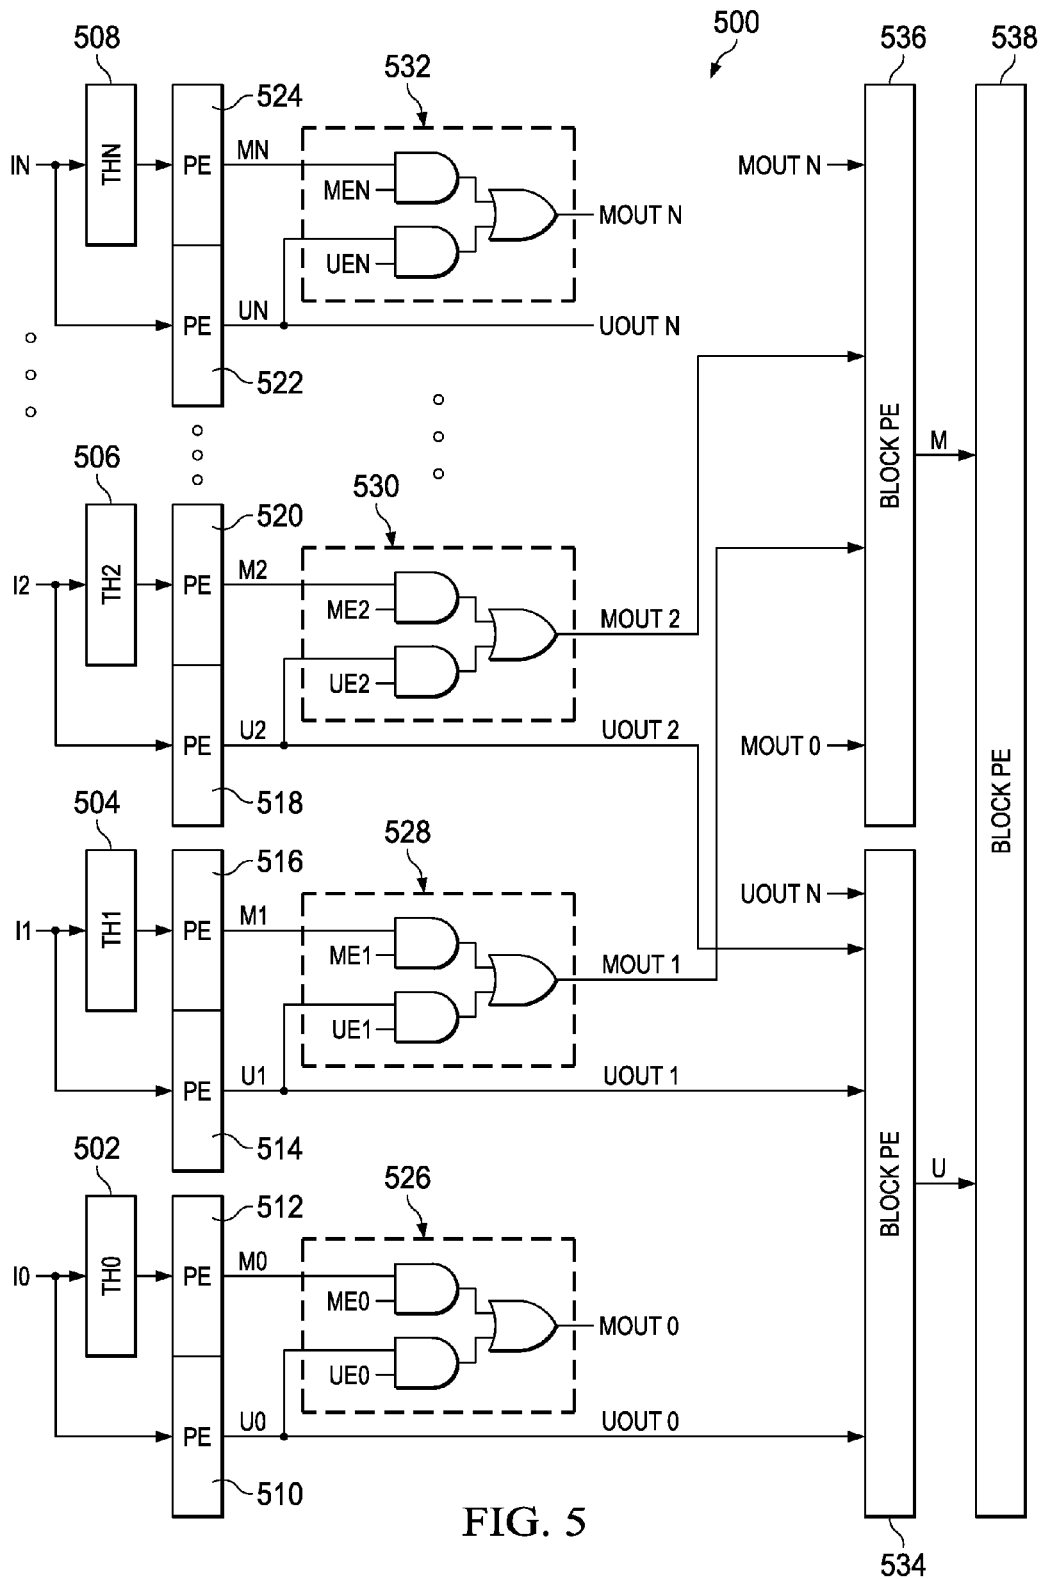 500
508
536
538
532
524
IN
THN
PE
MN
MEN
MOUT N
MOUT N
UEN
PE
UN
UOUT N
522
BLOCK PE
M
506
530
520
I2
TH2
PE
M2
ME2
MOUT 2
UE2
PE
U2
UOUT 2
MOUT 0
518
BLOCK PE
504
528
516
UOUT N
I1
TH1
PE
M1
ME1
MOUT 1
UE1
PE
U1
UOUT 1
514
BLOCK PE
U
502
526
512
I0
TH0
PE
M0
ME0
MOUT 0
UE0
PE
U0
UOUT 0
510
FIG. 5
534